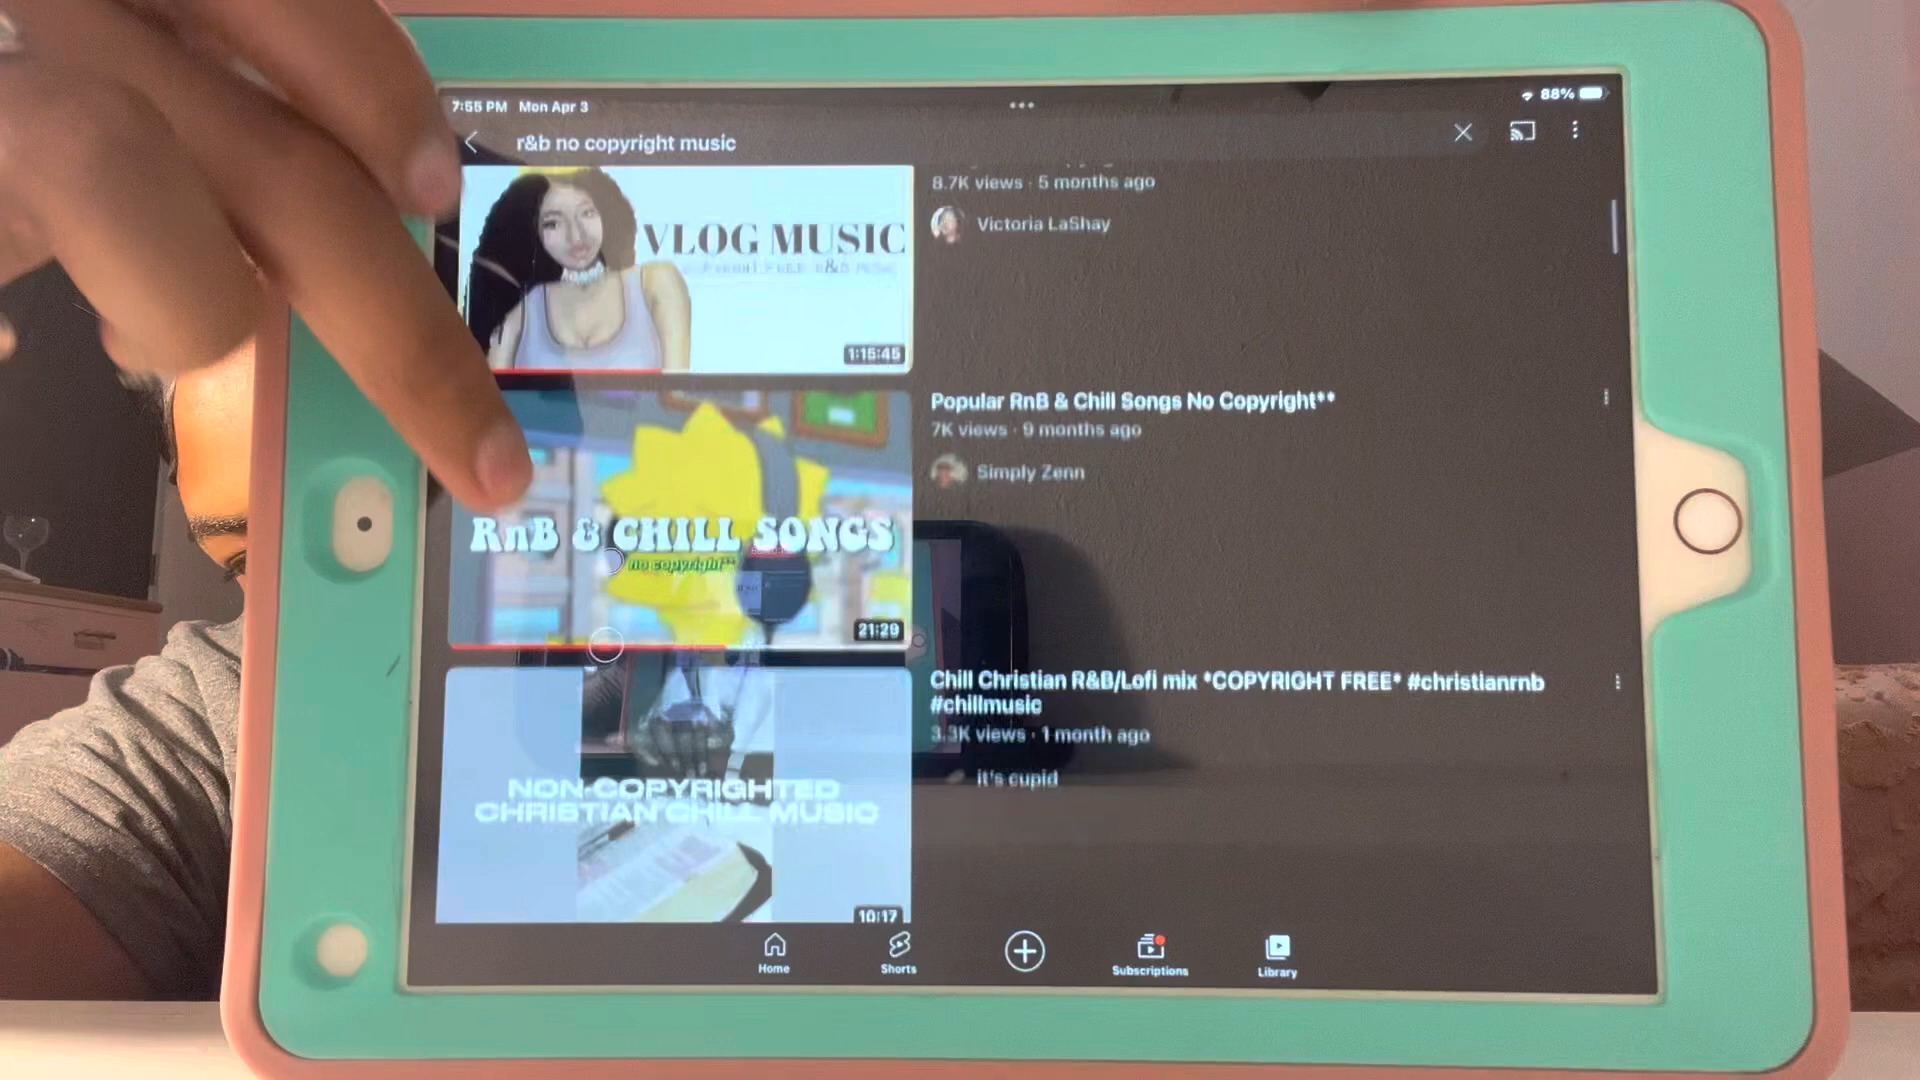 7:55 PM Mon Apr 3
88%
r&b no copyright music
8.7K views · 5 months ago
Victoria LaShay
VLOG MUSIC
1:15:45
Popular RnB & Chill Songs No Copyright**
7K views · 9 months ago
Simply Zenn
RnB & CHILL SONGS
no copyright**
21:29
Chill Christian R&B/Lofi mix *COPYRIGHT FREE* #christianrnb
#chillmusic
3.3K views · 1 month ago
it's cupid
NON-COPYRIGHTED
CHRISTIAN CHILL MUSIC
10:17
Home
Shorts
Subscriptions
Library